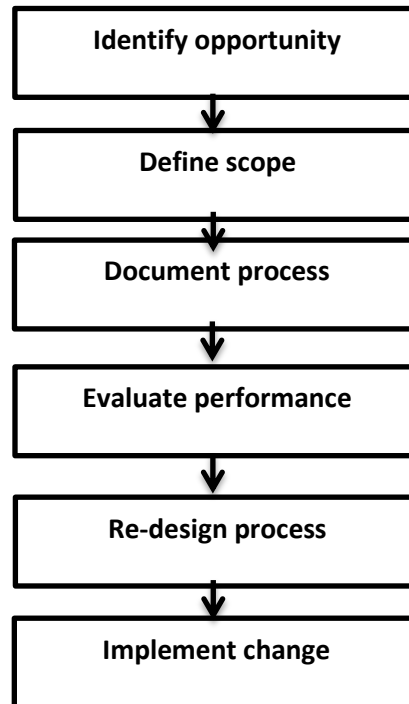 Identify opportunity
Define scope
Document process
Evaluate performance
Re-design process
Implement change